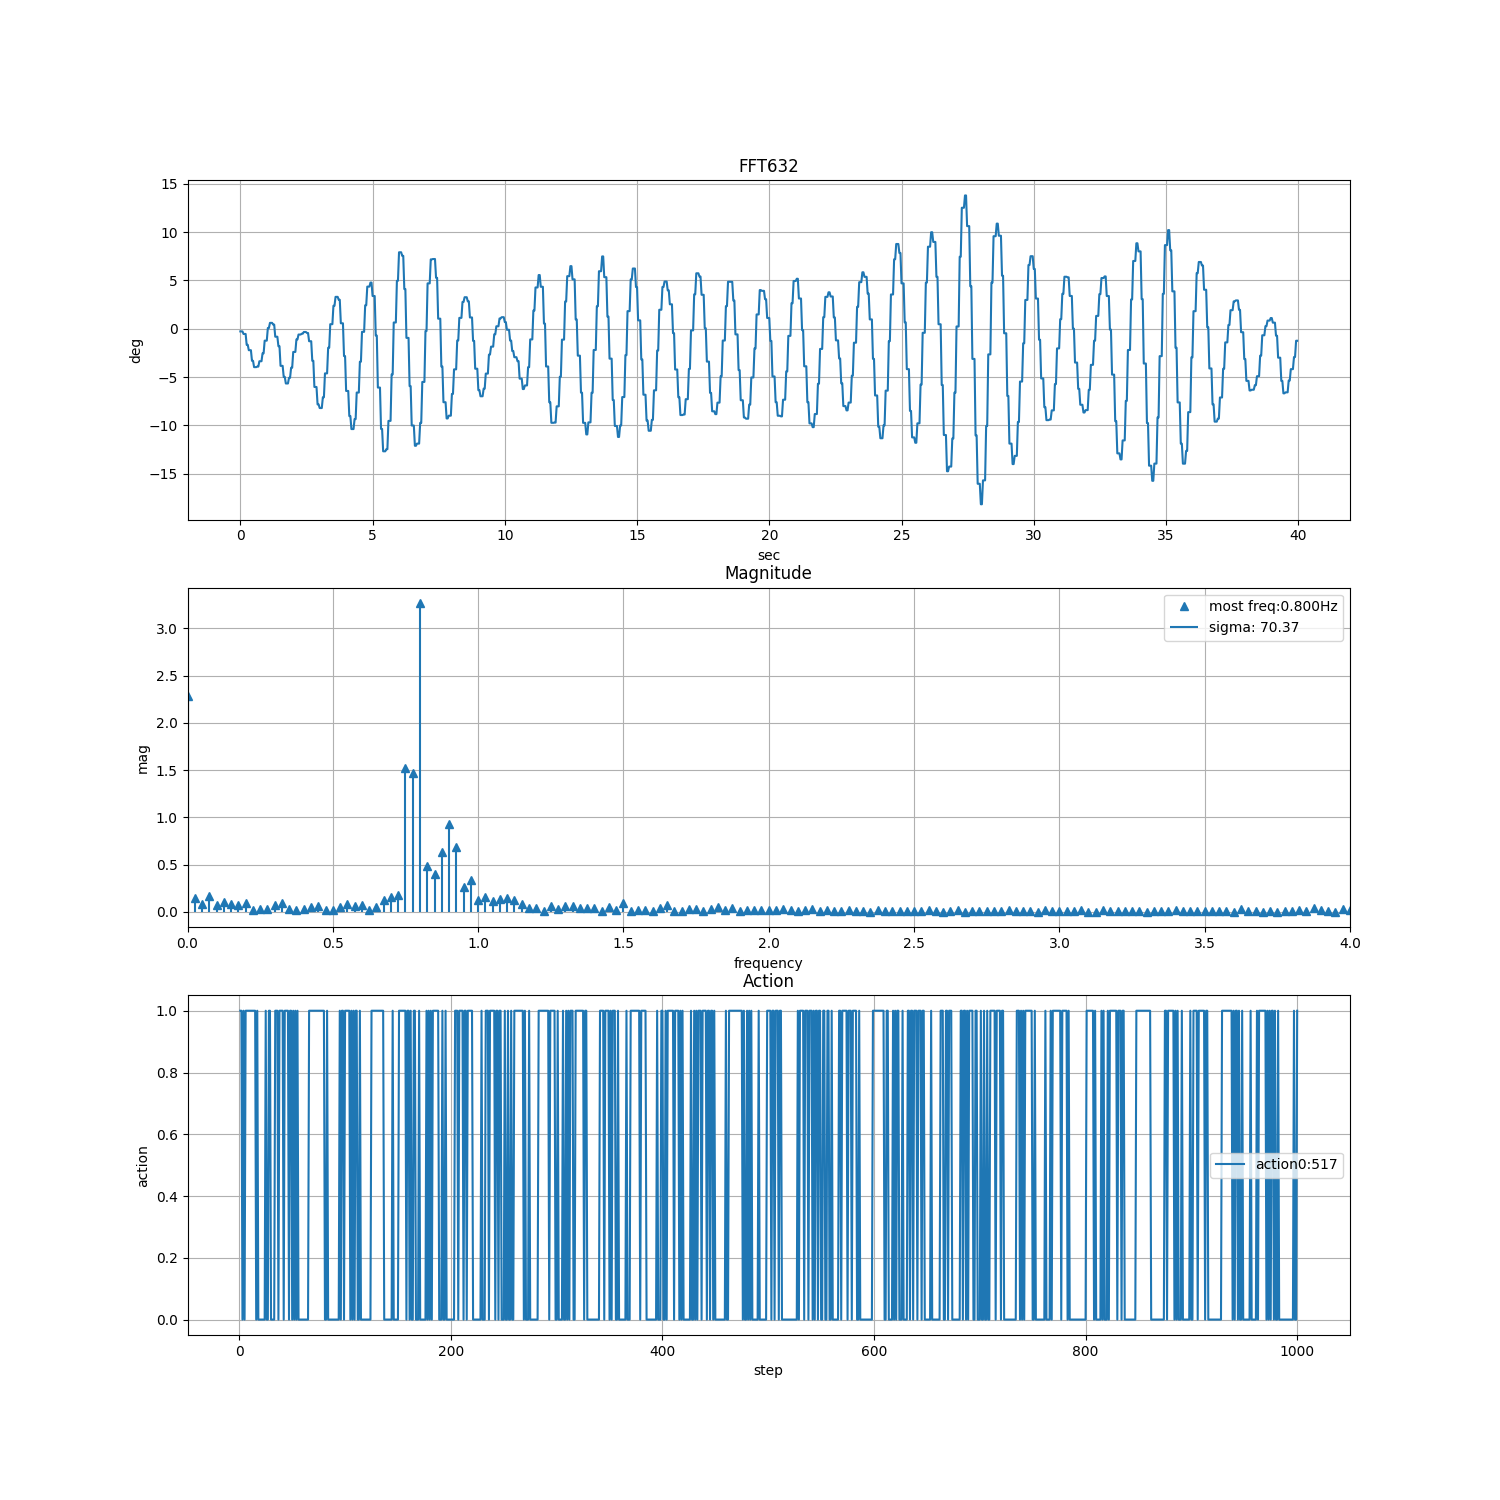 FFT632
15
10
5
0
−5
−10
−15
deg
0 5 10 15 20 25 30 35 40
sec
Magnitude
3.0
2.5
2.0
1.5
1.0
0.5
0.0
mag
most freq:0.800Hz
sigma: 70.37
0.0 0.5 1.0 1.5 2.0 2.5 3.0 3.5 4.0
frequency
Action
1.0
0.8
0.6
0.4
0.2
0.0
action
action0:517
0 200 400 600 800 1000
step